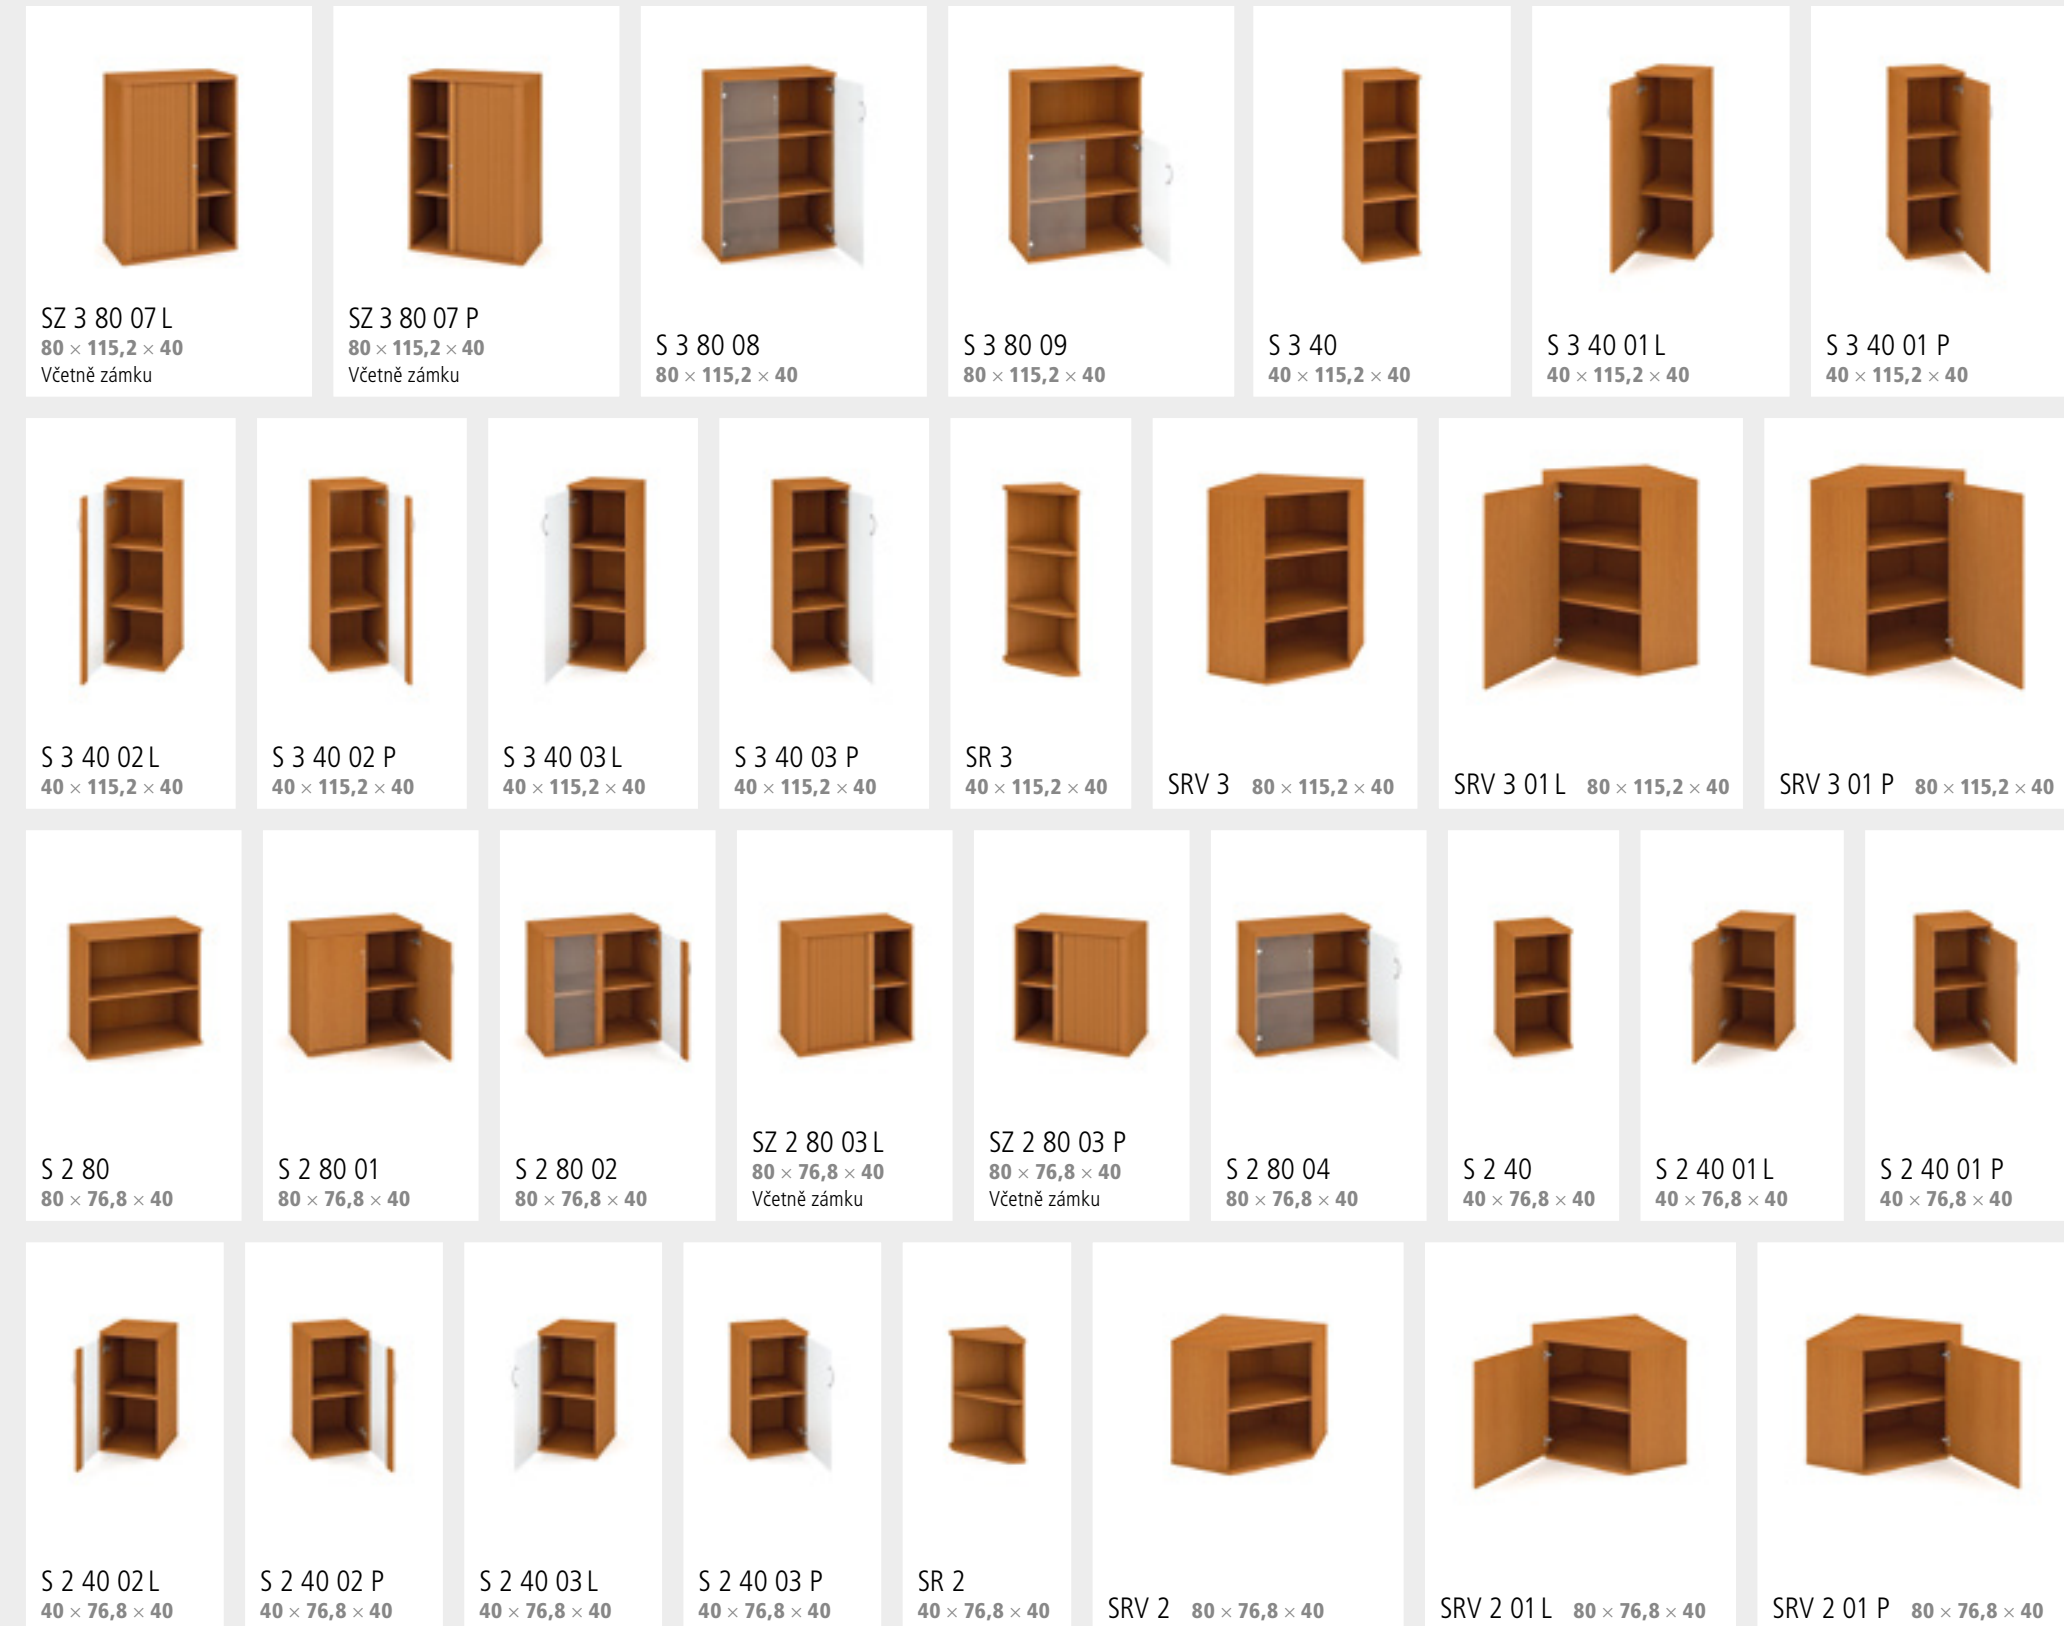 SZ 3 80 07 L
80 × 115,2 × 40
Včetně zámku
SZ 3 80 07 P
80 × 115,2 × 40
Včetně zámku
S 3 80 08
80 × 115,2 × 40
S 3 80 09
80 × 115,2 × 40
S 3 40
40 × 115,2 × 40
S 3 40 01 L
40 × 115,2 × 40
S 3 40 01 P
40 × 115,2 × 40
S 3 40 02 L
40 × 115,2 × 40
S 3 40 02 P
40 × 115,2 × 40
S 3 40 03 L
40 × 115,2 × 40
S 3 40 03 P
40 × 115,2 × 40
SR 3
40 × 115,2 × 40
SRV 3 80 × 115,2 × 40
SRV 3 01 L 80 × 115,2 × 40
SRV 3 01 P 80 × 115,2 × 40
S 2 80
80 × 76,8 × 40
S 2 80 01
80 × 76,8 × 40
S 2 80 02
80 × 76,8 × 40
SZ 2 80 03 L
80 × 76,8 × 40
Včetně zámku
SZ 2 80 03 P
80 × 76,8 × 40
Včetně zámku
S 2 80 04
80 × 76,8 × 40
S 2 40
40 × 76,8 × 40
S 2 40 01 L
40 × 76,8 × 40
S 2 40 01 P
40 × 76,8 × 40
S 2 40 02 L
40 × 76,8 × 40
S 2 40 02 P
40 × 76,8 × 40
S 2 40 03 L
40 × 76,8 × 40
S 2 40 03 P
40 × 76,8 × 40
SR 2
40 × 76,8 × 40
SRV 2 80 × 76,8 × 40
SRV 2 01 L 80 × 76,8 × 40
SRV 2 01 P 80 × 76,8 × 40